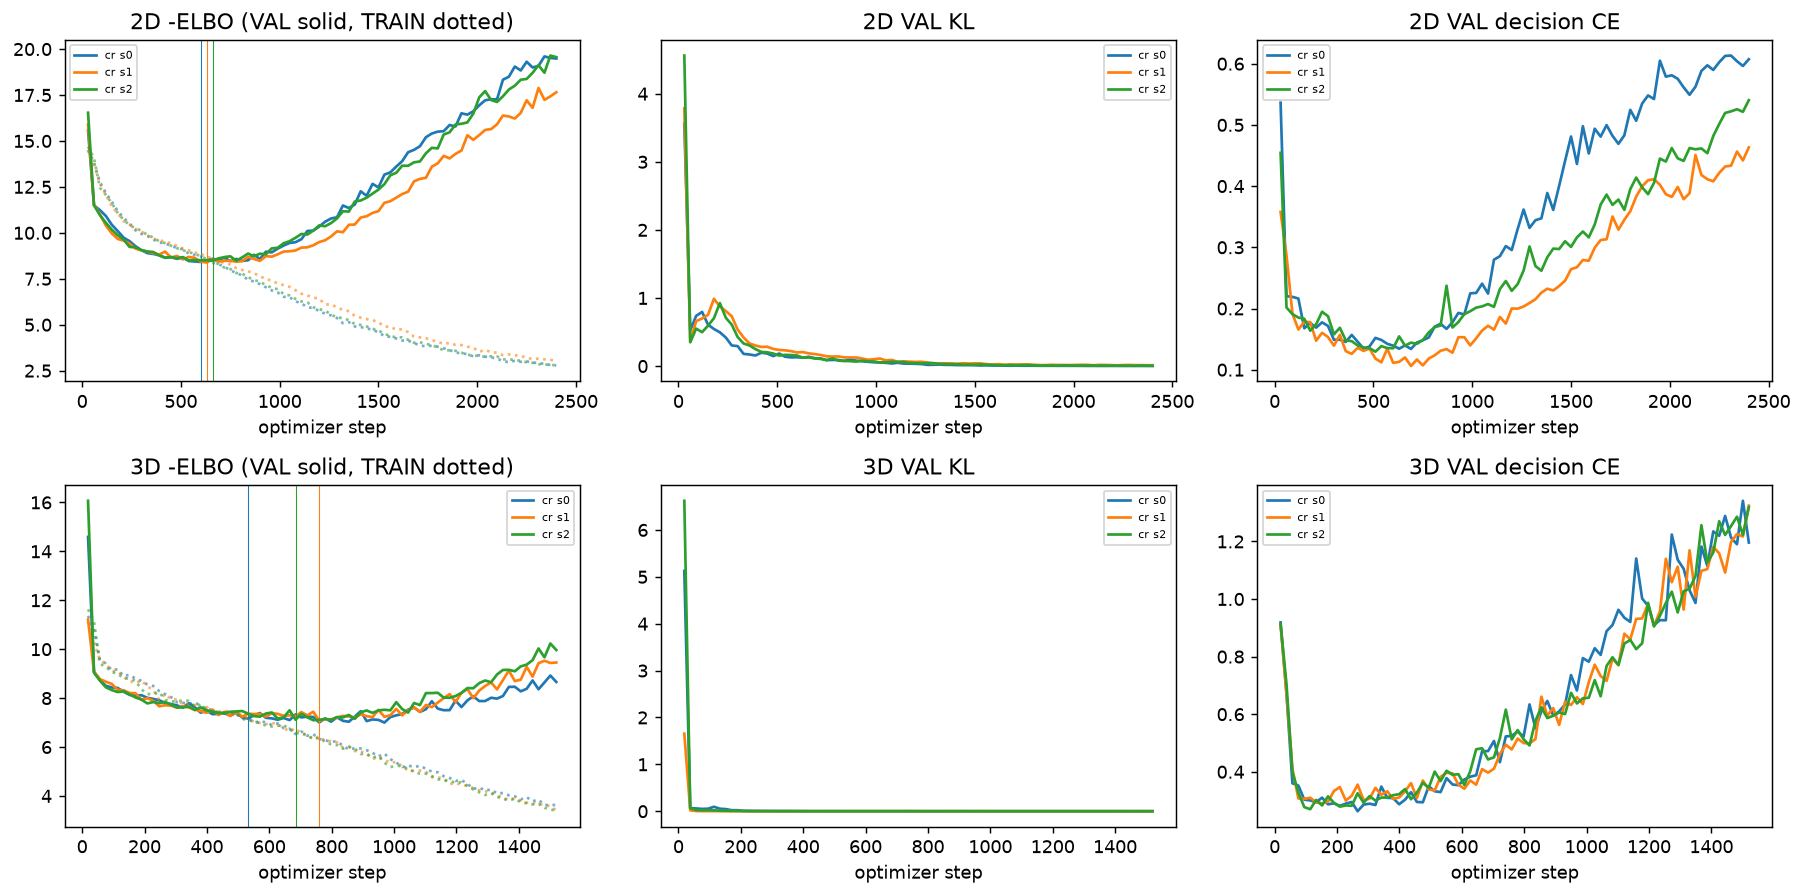 2D -ELBO (VAL solid, TRAIN dotted)
20.0
17.5
15.0
12.5
10.0
7.5
5.0
2.5
cr s0
cr s1
cr s2
0 500 1000 1500 2000 2500
optimizer step
2D VAL KL
4
3
2
1
0
cr s0
cr s1
cr s2
0 500 1000 1500 2000 2500
optimizer step
2D VAL decision CE
0.6
0.5
0.4
0.3
0.2
0.1
cr s0
cr s1
cr s2
0 500 1000 1500 2000 2500
optimizer step
3D -ELBO (VAL solid, TRAIN dotted)
16
14
12
10
8
6
4
cr s0
cr s1
cr s2
0 200 400 600 800 1000 1200 1400
optimizer step
3D VAL KL
6
5
4
3
2
1
0
cr s0
cr s1
cr s2
0 200 400 600 800 1000 1200 1400
optimizer step
3D VAL decision CE
1.2
1.0
0.8
0.6
0.4
cr s0
cr s1
cr s2
0 200 400 600 800 1000 1200 1400
optimizer step